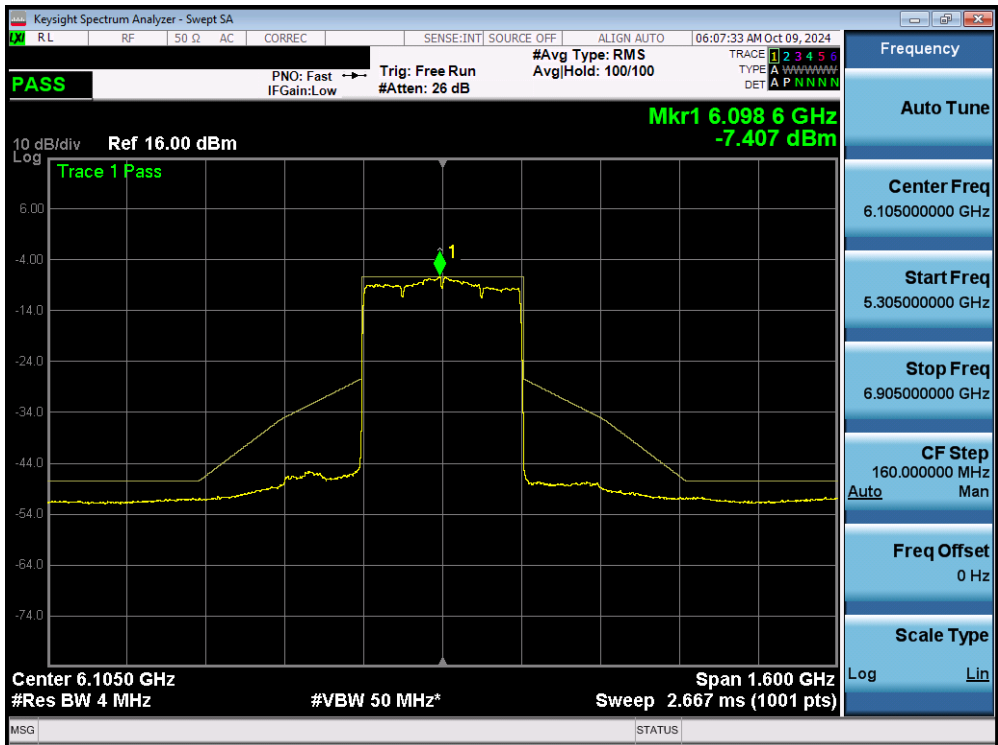 Keysight Spectrum Analyzer - Swept SA
LXI RL RF 50 Ω AC CORREC SENSE:INT SOURCE OFF ALIGN AUTO 06:07:33 AM Oct 09, 2024
PASS
PNO: Fast
IFGain:Low
Trig: Free Run
#Atten: 26 dB
#Avg Type: RMS
Avg|Hold: 100/100
TRACE 1 2 3 4 5 6
TYPE A WWWWW
DET A P N N N N
Mkr1 6.098 6 GHz
-7.407 dBm
10 dB/div
Log
Ref 16.00 dBm
Trace 1 Pass
1
6.00
-4.00
-14.0
-24.0
-34.0
-44.0
-54.0
-64.0
-74.0
Center 6.1050 GHz
Span 1.600 GHz
#Res BW 4 MHz
#VBW 50 MHz*
Sweep 2.667 ms (1001 pts)
MSG
STATUS
Frequency
Auto Tune
Center Freq
6.105000000 GHz
Start Freq
5.305000000 GHz
Stop Freq
6.905000000 GHz
CF Step
160.000000 MHz
Auto Man
Freq Offset
0 Hz
Scale Type
Log Lin